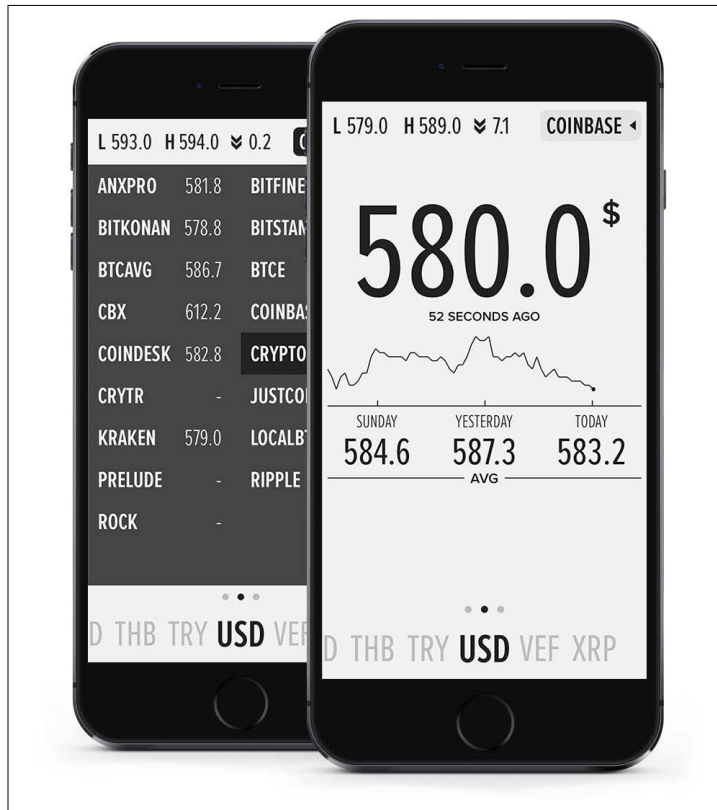 L 593.0 H 594.0 0.2
ANXPRO 581.8 BITFINE
BITKONAN 578.8 BITSTAM
BTCAVG 586.7 BTCE
CBX 612.2 COINBAS
COINDESK 582.8 CRYPTO
CRYTR - JUSTCOI
KRAKEN 579.0 LOCALBT
PRELUDE - RIPPLE
ROCK -
D THB TRY USD VEF
L 579.0 H 589.0 7.1 COINBASE
580.0 $
52 SECONDS AGO
SUNDAY YESTERDAY TODAY
584.6 587.3 583.2
AVG
D THB TRY USD VEF XRP